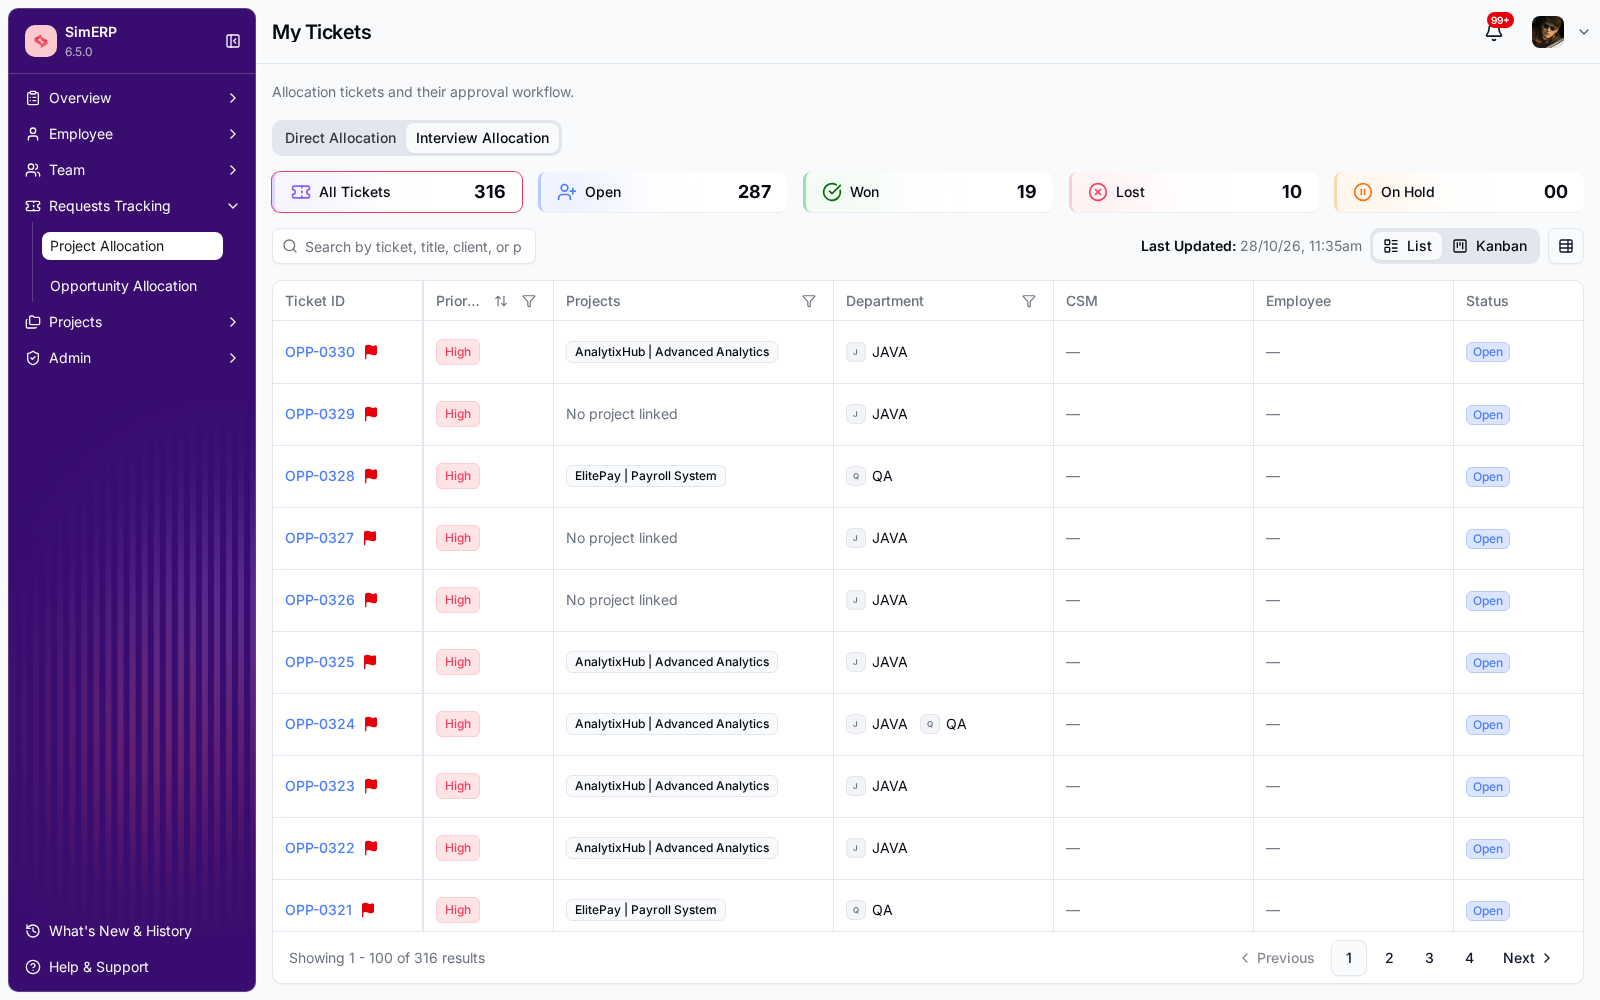 SimERP
6.5.0
Overview
Employee
Team
Requests Tracking
Project Allocation
Opportunity Allocation
Projects
Admin
What's New & History
Help & Support
My Tickets
99+
Allocation tickets and their approval workflow.
Direct Allocation Interview Allocation
All Tickets 316 Open 287 Won 19 Lost 10 On Hold 00
Search by ticket, title, client, or p
Last Updated: 28/10/26, 11:35am List Kanban
Ticket ID Prior... Projects Department CSM Employee Status
OPP-0330 High AnalytixHub | Advanced Analytics J JAVA — — Open
OPP-0329 High No project linked J JAVA — — Open
OPP-0328 High ElitePay | Payroll System Q QA — — Open
OPP-0327 High No project linked J JAVA — — Open
OPP-0326 High No project linked J JAVA — — Open
OPP-0325 High AnalytixHub | Advanced Analytics J JAVA — — Open
OPP-0324 High AnalytixHub | Advanced Analytics J JAVA Q QA — — Open
OPP-0323 High AnalytixHub | Advanced Analytics J JAVA — — Open
OPP-0322 High AnalytixHub | Advanced Analytics J JAVA — — Open
OPP-0321 High ElitePay | Payroll System Q QA — — Open
Showing 1 - 100 of 316 results Previous 1 2 3 4 Next